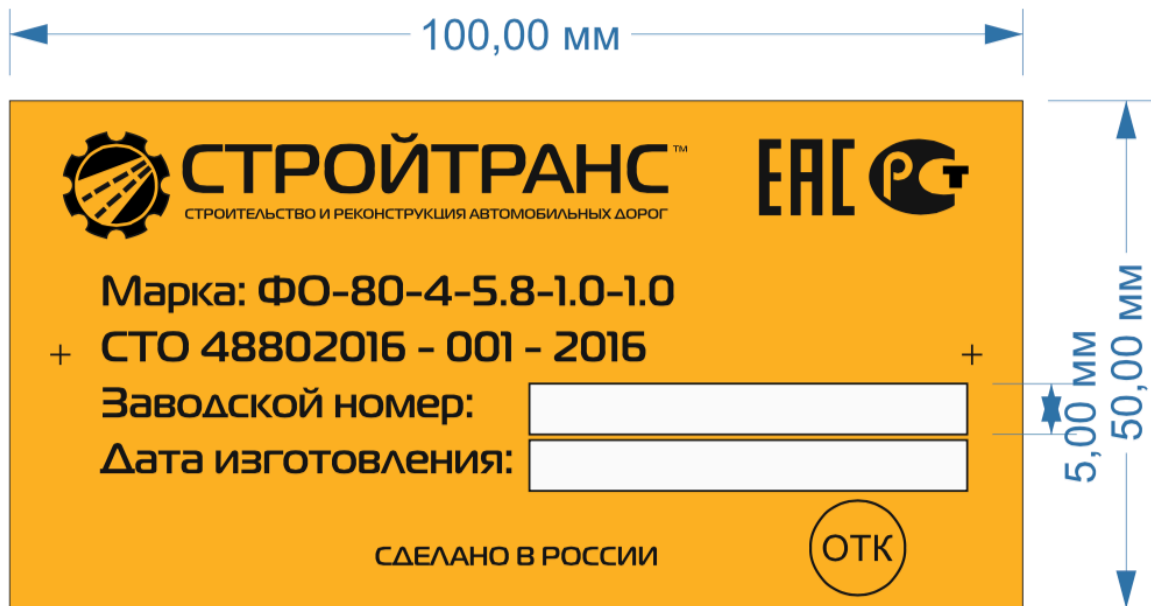 100,00 мм
СТРОЙТРАНС™
СТРОИТЕЛЬСТВО И РЕКОНСТРУКЦИЯ АВТОМОБИЛЬНЫХ ДОРОГ
ЕАС РСТ
Марка: ФО-80-4-5.8-1.0-1.0
СТО 48802016 - 001 - 2016
Заводской номер:
Дата изготовления:
СДЕЛАНО В РОССИИ
ОТК
5,00 мм
50,00 мм